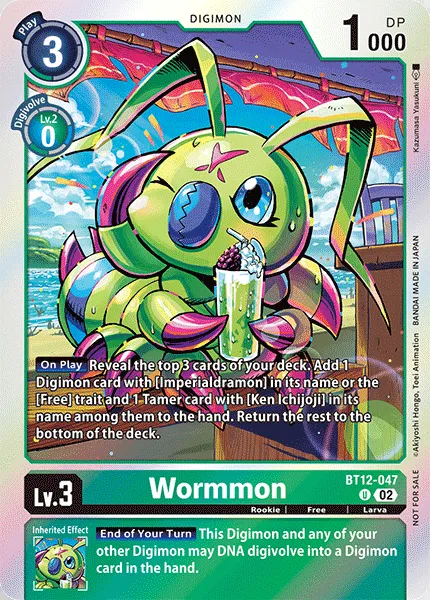 DIGIMON
Play
3
1000
DP
Digivolve
Lv.2
0
Kazumasa Yasukuni
On Play Reveal the top 3 cards of your deck. Add 1
Digimon card with [Imperialdramon] in its name or the
[Free] trait and 1 Tamer card with [Ken Ichijoji] in its
name among them to the hand. Return the rest to the
bottom of the deck.
©Akiyoshi Hongo, Toei Animation BANDAI MADE IN JAPAN
NOT FOR SALE
Lv.3
Wormmon
BT12-047
U 02
Rookie | Free | Larva
Inherited Effect
End of Your Turn This Digimon and any of your
other Digimon may DNA digivolve into a Digimon
card in the hand.